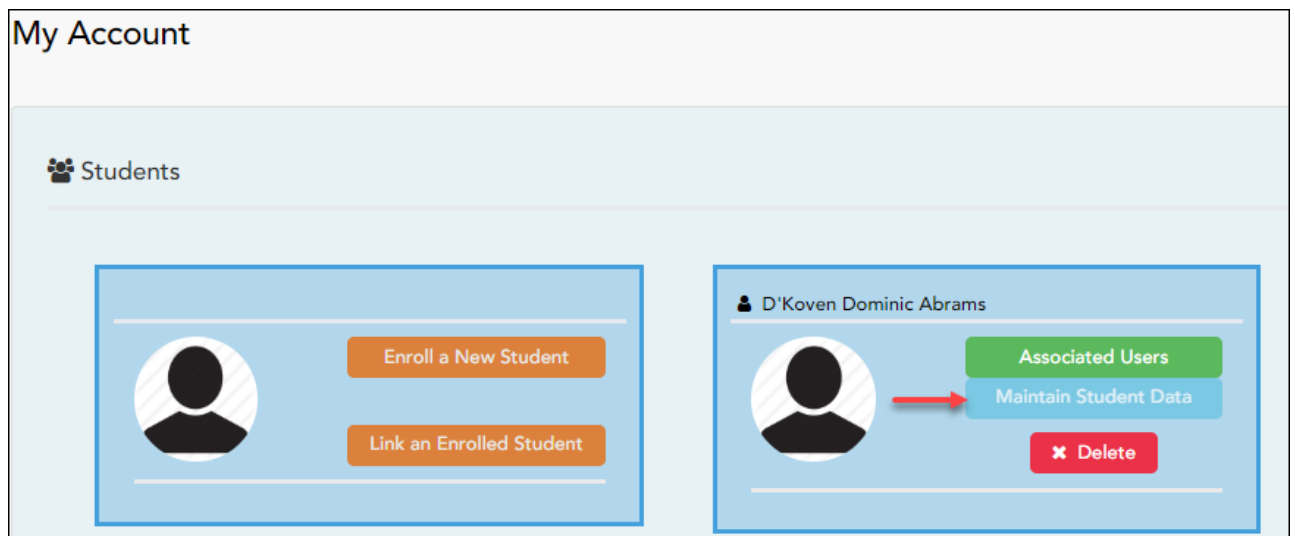 My Account
Students
Enroll a New Student
Link an Enrolled Student
D'Koven Dominic Abrams
Associated Users
Maintain Student Data
Delete